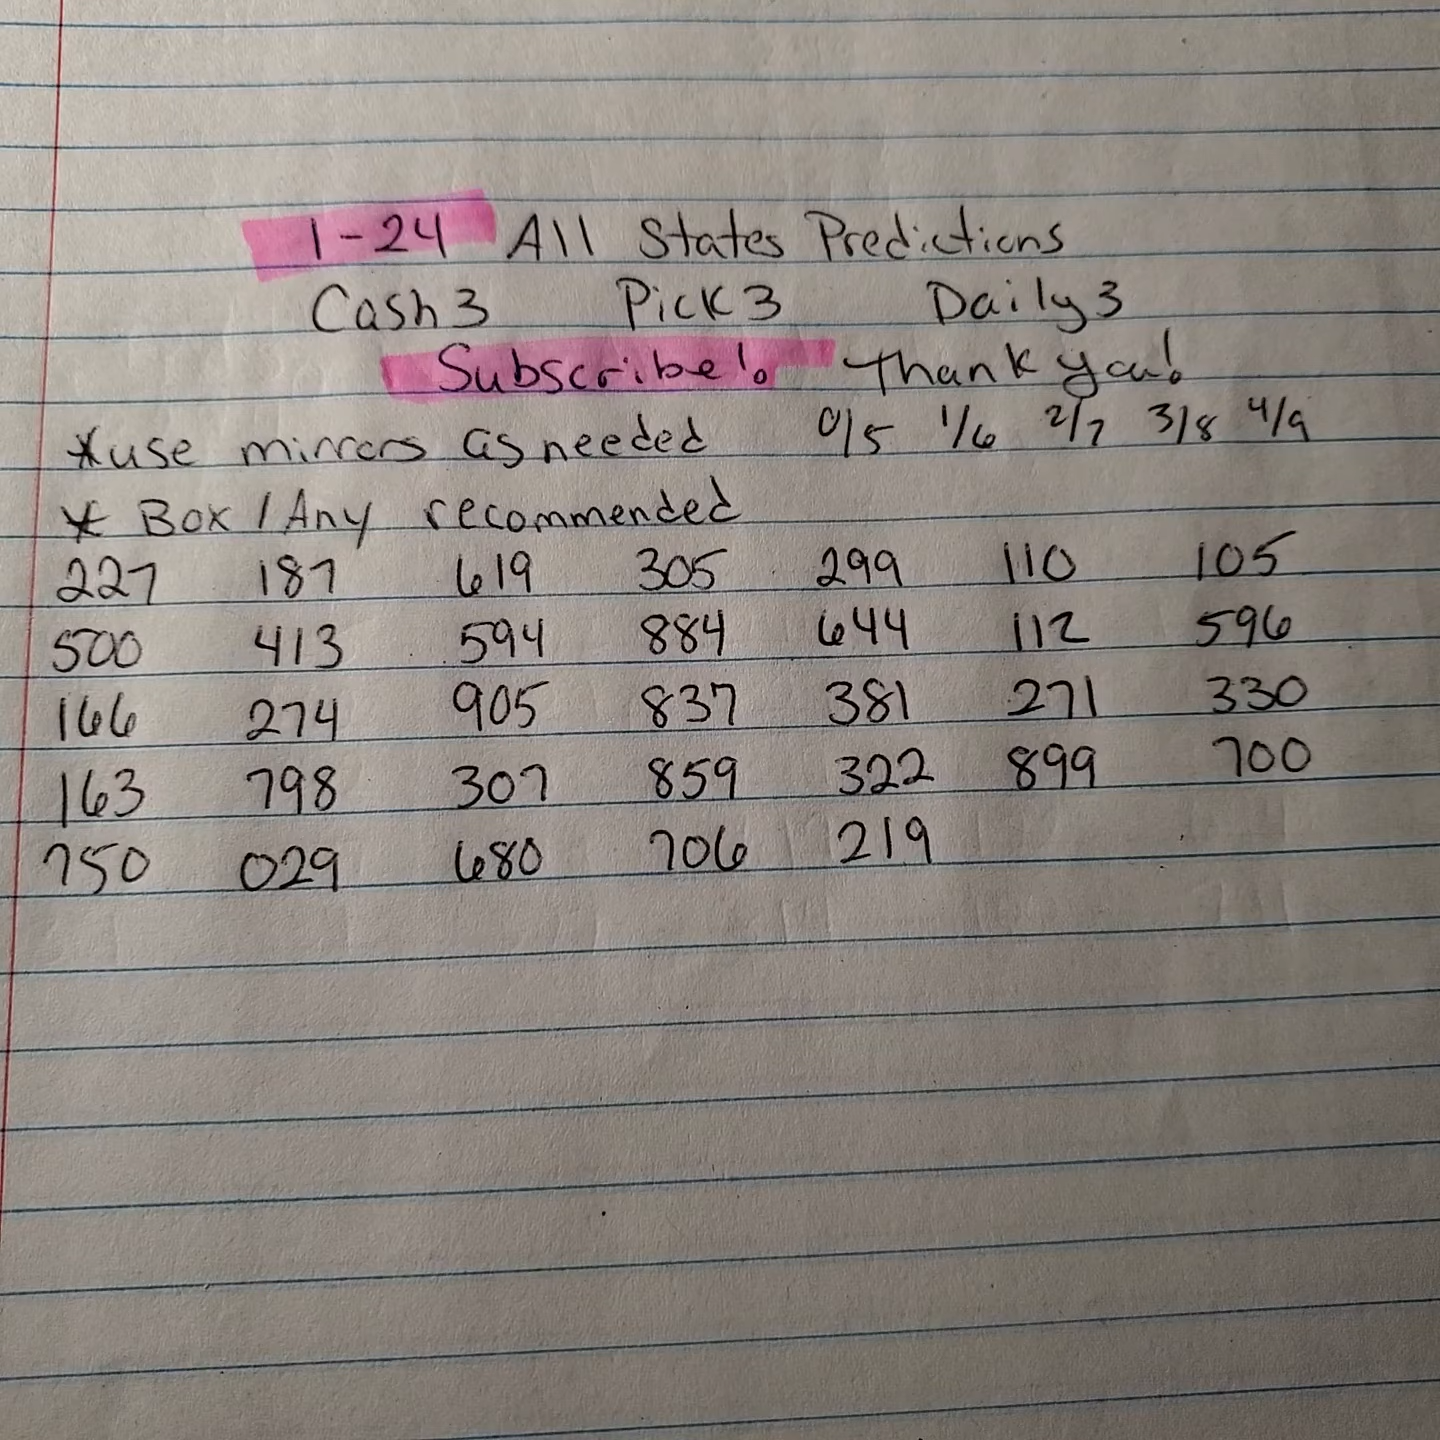 1-24 All States Predictions
Cash 3 Pick 3 Daily 3
Subscribe! Thank you!
*use mirrors as needed 0/5 1/6 2/7 3/8 4/9
* Box / Any recommended
227 187 619 305 299 110 105
500 413 594 884 644 112 596
166 274 905 837 381 271 330
163 798 307 859 322 899 700
750 029 680 706 219